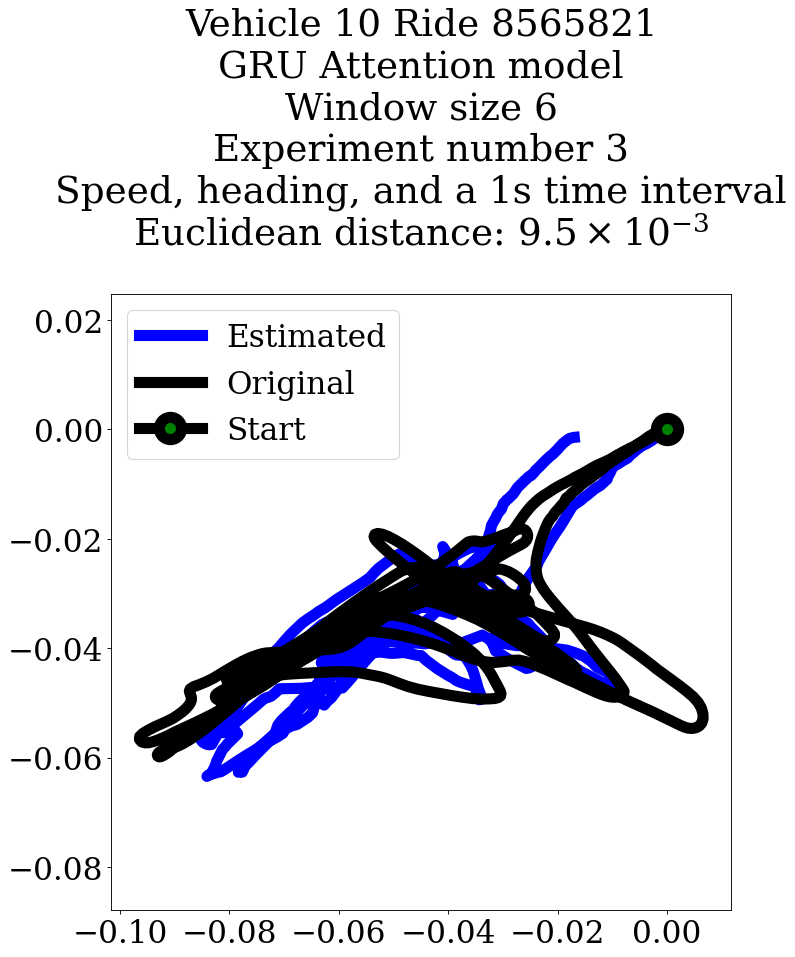 Vehicle 10 Ride 8565821
GRU Attention model
Window size 6
Experiment number 3
Speed, heading, and a 1s time interval
Euclidean distance: 9.5 × 10⁻³
Estimated
Original
Start
0.02
0.00
−0.02
−0.04
−0.06
−0.08
−0.10 −0.08 −0.06 −0.04 −0.02 0.00